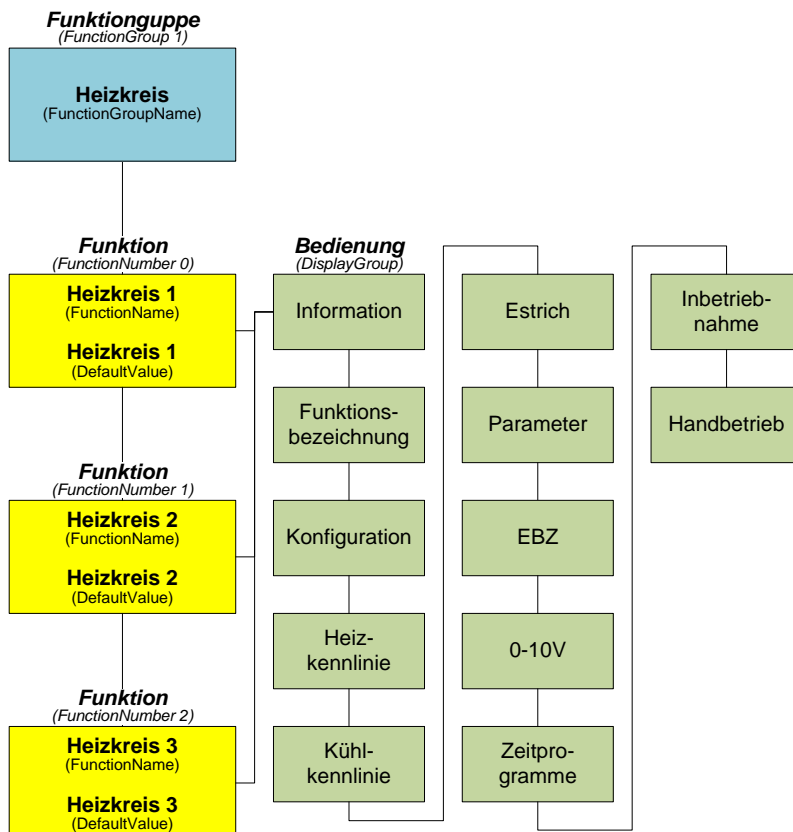 Funktionguppe
(FunctionGroup 1)
Heizkreis
(FunctionGroupName)
Funktion
(FunctionNumber 0)
Heizkreis 1
(FunctionName)
Heizkreis 1
(DefaultValue)
Funktion
(FunctionNumber 1)
Heizkreis 2
(FunctionName)
Heizkreis 2
(DefaultValue)
Funktion
(FunctionNumber 2)
Heizkreis 3
(FunctionName)
Heizkreis 3
(DefaultValue)
Bedienung
(DisplayGroup)
Information
Funktions-
bezeichnung
Konfiguration
Heiz-
kennlinie
Kühl-
kennlinie
Estrich
Parameter
EBZ
0-10V
Zeitpro-
gramme
Inbetrieb-
nahme
Handbetrieb